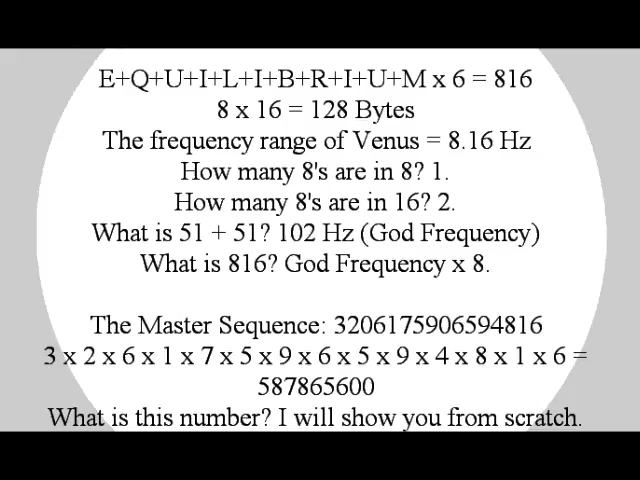 E+Q+U+I+L+I+B+R+I+U+M x 6 = 816
8 x 16 = 128 Bytes
The frequency range of Venus = 8.16 Hz
How many 8's are in 8? 1.
How many 8's are in 16? 2.
What is 51 + 51? 102 Hz (God Frequency)
What is 816? God Frequency x 8.
The Master Sequence: 3206175906594816
3 x 2 x 6 x 1 x 7 x 5 x 9 x 6 x 5 x 9 x 4 x 8 x 1 x 6 =
587865600
What is this number? I will show you from scratch.